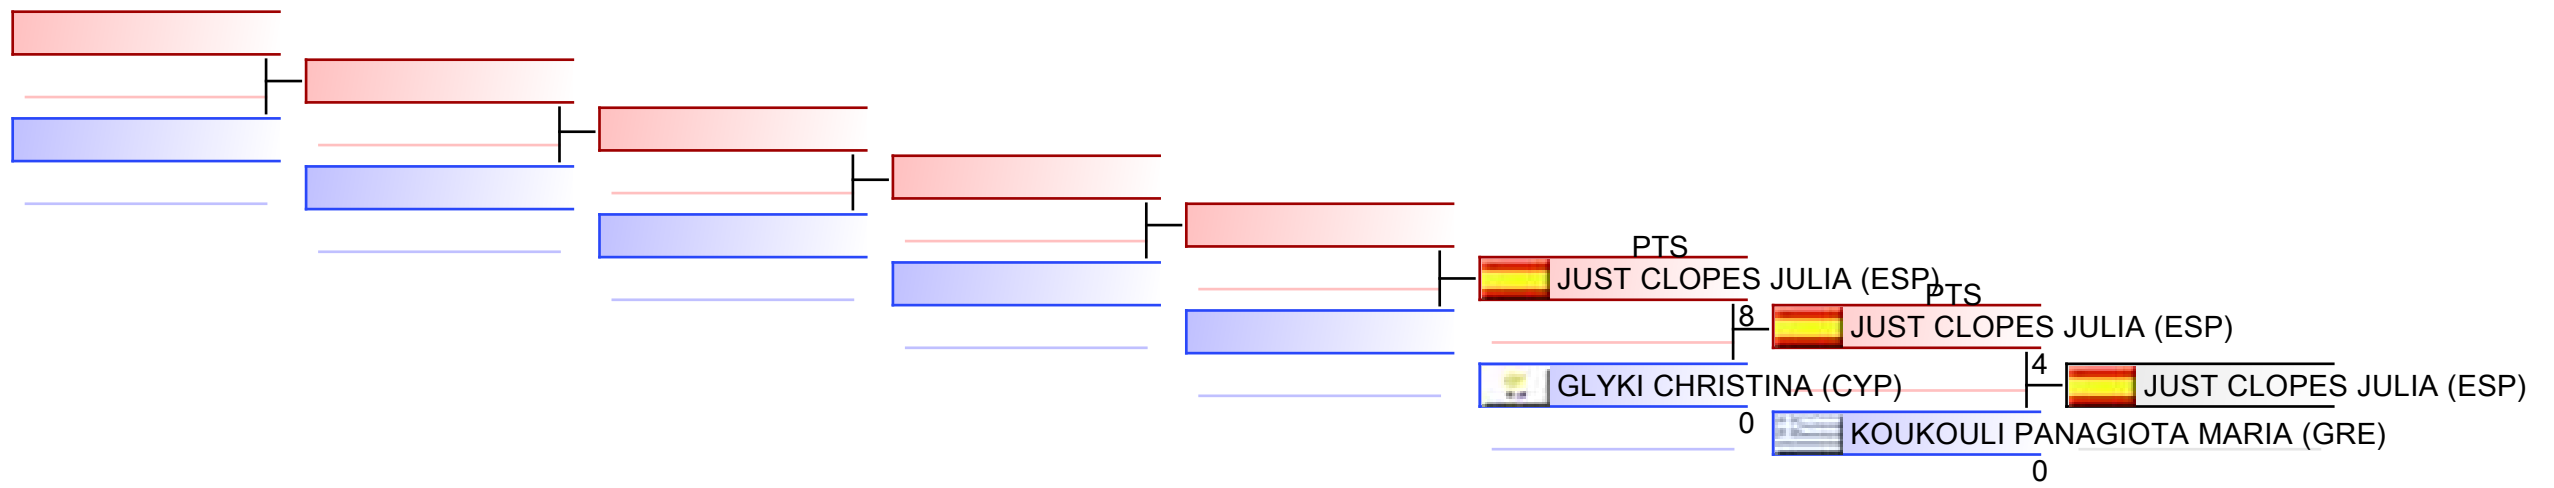 PTS
JUST CLOPES JULIA (ESP)
PTS
8
JUST CLOPES JULIA (ESP)
4
GLYKI CHRISTINA (CYP)
JUST CLOPES JULIA (ESP)
0
KOUKOULI PANAGIOTA MARIA (GRE)
0